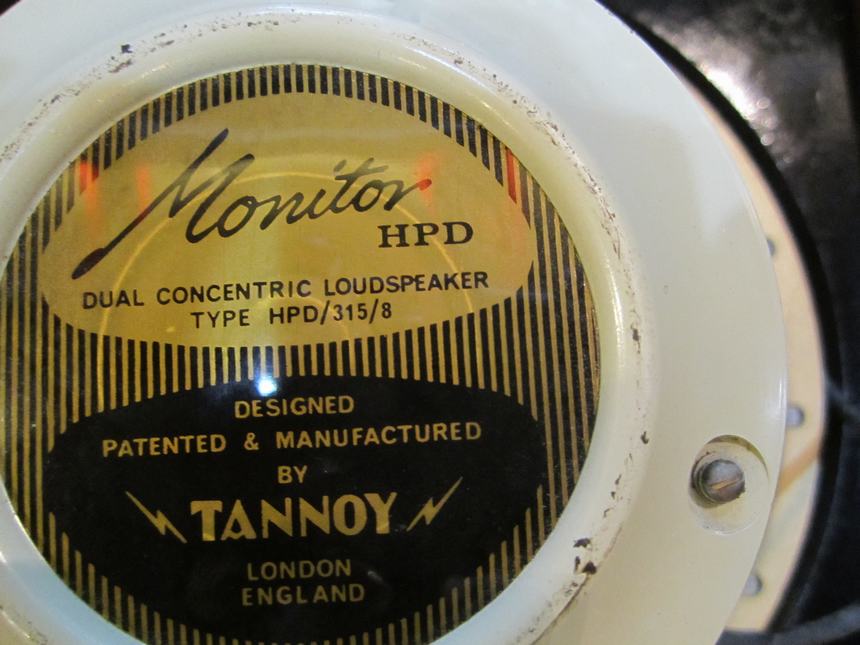 Monitor
HPD
DUAL CONCENTRIC LOUDSPEAKER
TYPE HPD/315/8
DESIGNED
PATENTED & MANUFACTURED
BY
TANNOY
LONDON
ENGLAND